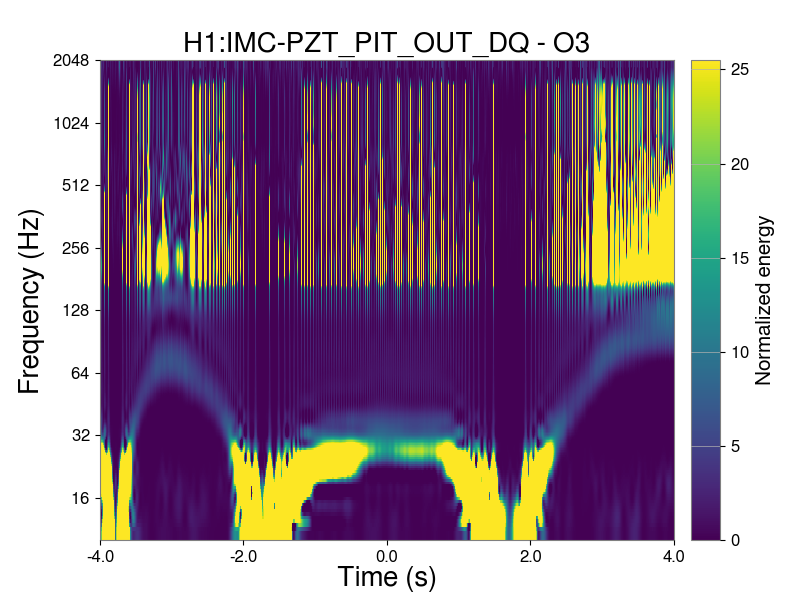 H1:IMC-PZT_PIT_OUT_DQ - O3
2048
1024
512
256
128
64
32
16
Frequency (Hz)
-4.0 -2.0 0.0 2.0 4.0
Time (s)
25
20
15
10
5
0
Normalized energy